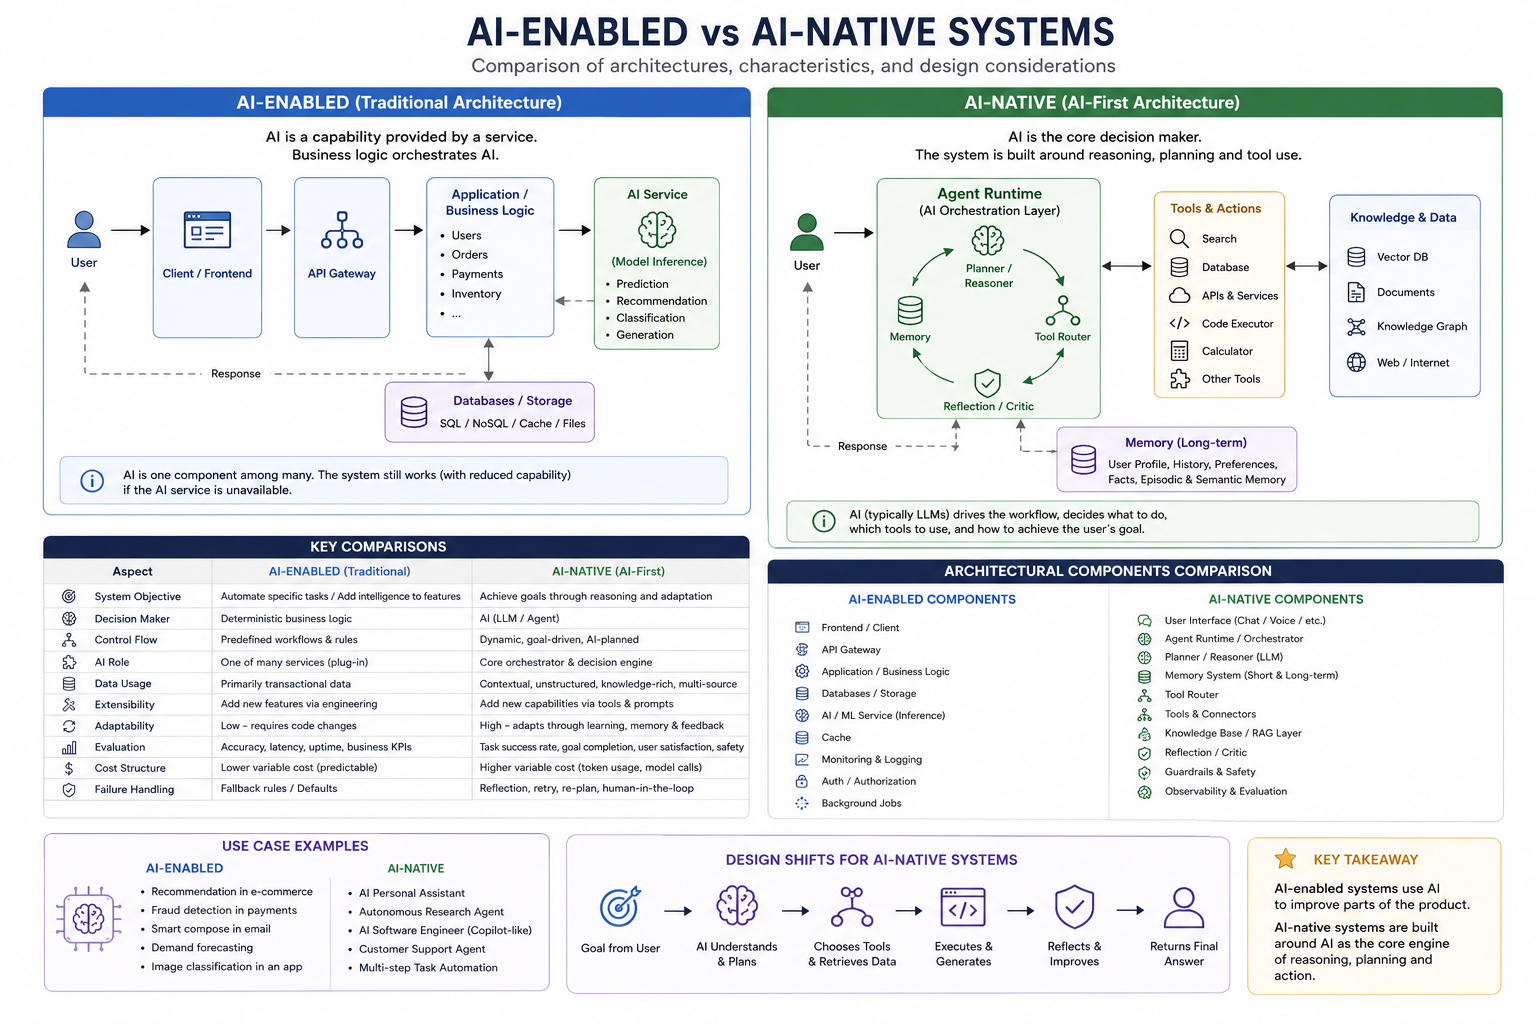 AI-ENABLED vs AI-NATIVE SYSTEMS
Comparison of architectures, characteristics, and design considerations
AI-ENABLED (Traditional Architecture)
AI is a capability provided by a service.
Business logic orchestrates AI.
User
Client / Frontend
API Gateway
Application /
Business Logic
• Users
• Orders
• Payments
• Inventory
• ...
AI Service
(Model Inference)
• Prediction
• Recommendation
• Classification
• Generation
Response
Databases / Storage
SQL / NoSQL / Cache / Files
AI is one component among many. The system still works (with reduced capability)
if the AI service is unavailable.
AI-NATIVE (AI-First Architecture)
AI is the core decision maker.
The system is built around reasoning, planning and tool use.
User
Agent Runtime
(AI Orchestration Layer)
Planner /
Reasoner
Memory
Tool Router
Reflection / Critic
Tools & Actions
Search
Database
APIs & Services
Code Executor
Calculator
Other Tools
Knowledge & Data
Vector DB
Documents
Knowledge Graph
Web / Internet
Response
Memory (Long-term)
User Profile, History, Preferences,
Facts, Episodic & Semantic Memory
AI (typically LLMs) drives the workflow, decides what to do,
which tools to use, and how to achieve the user's goal.
KEY COMPARISONS
Aspect AI-ENABLED (Traditional) AI-NATIVE (AI-First)
System Objective Automate specific tasks / Add intelligence to features Achieve goals through reasoning and adaptation
Decision Maker Deterministic business logic AI (LLM / Agent)
Control Flow Predefined workflows & rules Dynamic, goal-driven, AI-planned
AI Role One of many services (plug-in) Core orchestrator & decision engine
Data Usage Primarily transactional data Contextual, unstructured, knowledge-rich, multi-source
Extensibility Add new features via engineering Add new capabilities via tools & prompts
Adaptability Low – requires code changes High – adapts through learning, memory & feedback
Evaluation Accuracy, latency, uptime, business KPIs Task success rate, goal completion, user satisfaction, safety
Cost Structure Lower variable cost (predictable) Higher variable cost (token usage, model calls)
Failure Handling Fallback rules / Defaults Reflection, retry, re-plan, human-in-the-loop
ARCHITECTURAL COMPONENTS COMPARISON
AI-ENABLED COMPONENTS
Frontend / Client
API Gateway
Application / Business Logic
Databases / Storage
AI / ML Service (Inference)
Cache
Monitoring & Logging
Auth / Authorization
Background Jobs
AI-NATIVE COMPONENTS
User Interface (Chat / Voice / etc.)
Agent Runtime / Orchestrator
Planner / Reasoner (LLM)
Memory System (Short & Long-term)
Tool Router
Tools & Connectors
Knowledge Base / RAG Layer
Reflection / Critic
Guardrails & Safety
Observability & Evaluation
USE CASE EXAMPLES
AI-ENABLED
• Recommendation in e-commerce
• Fraud detection in payments
• Smart compose in email
• Demand forecasting
• Image classification in an app
AI-NATIVE
• AI Personal Assistant
• Autonomous Research Agent
• AI Software Engineer (Copilot-like)
• Customer Support Agent
• Multi-step Task Automation
DESIGN SHIFTS FOR AI-NATIVE SYSTEMS
Goal from User
AI Understands
& Plans
Chooses Tools
& Retrieves Data
Executes &
Generates
Reflects &
Improves
Returns Final
Answer
KEY TAKEAWAY
AI-enabled systems use AI
to improve parts of the product.
AI-native systems are built
around AI as the core engine
of reasoning, planning and
action.